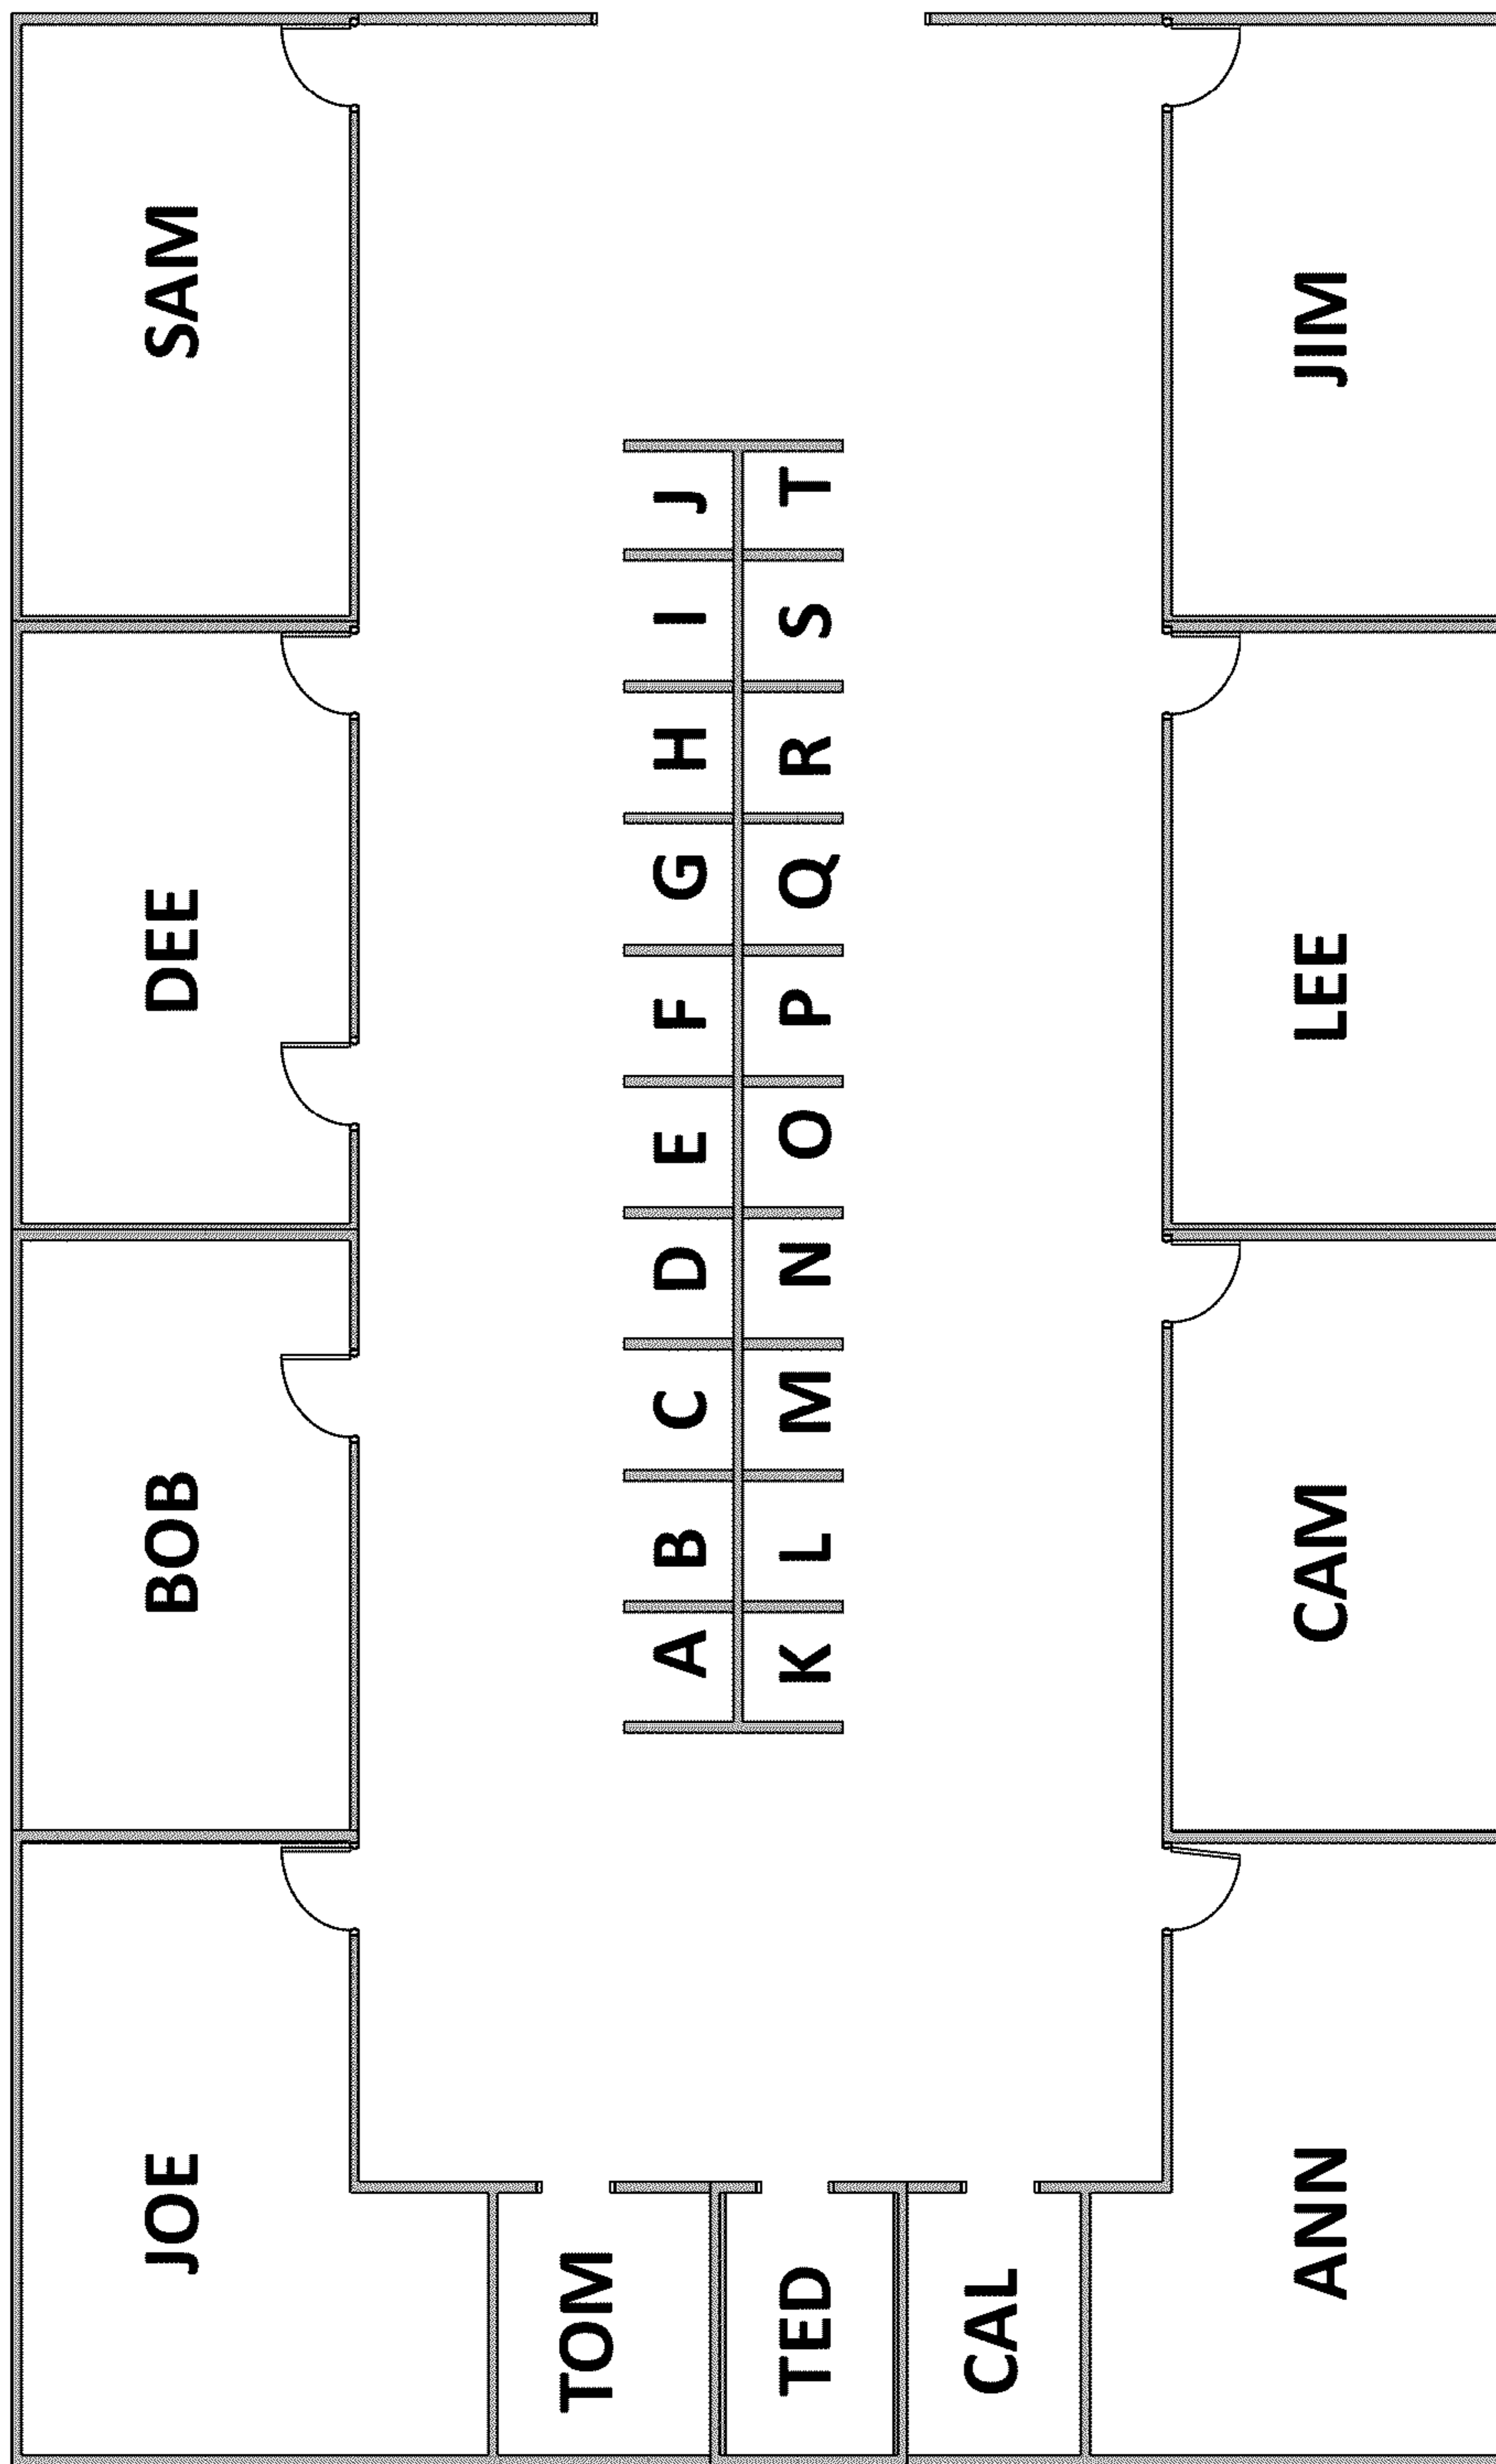 JOE BOB DEE SAM
TOM
A B C D E F G H I J
TED K L M N O P Q R S T
CAL
ANN CAM LEE JIM